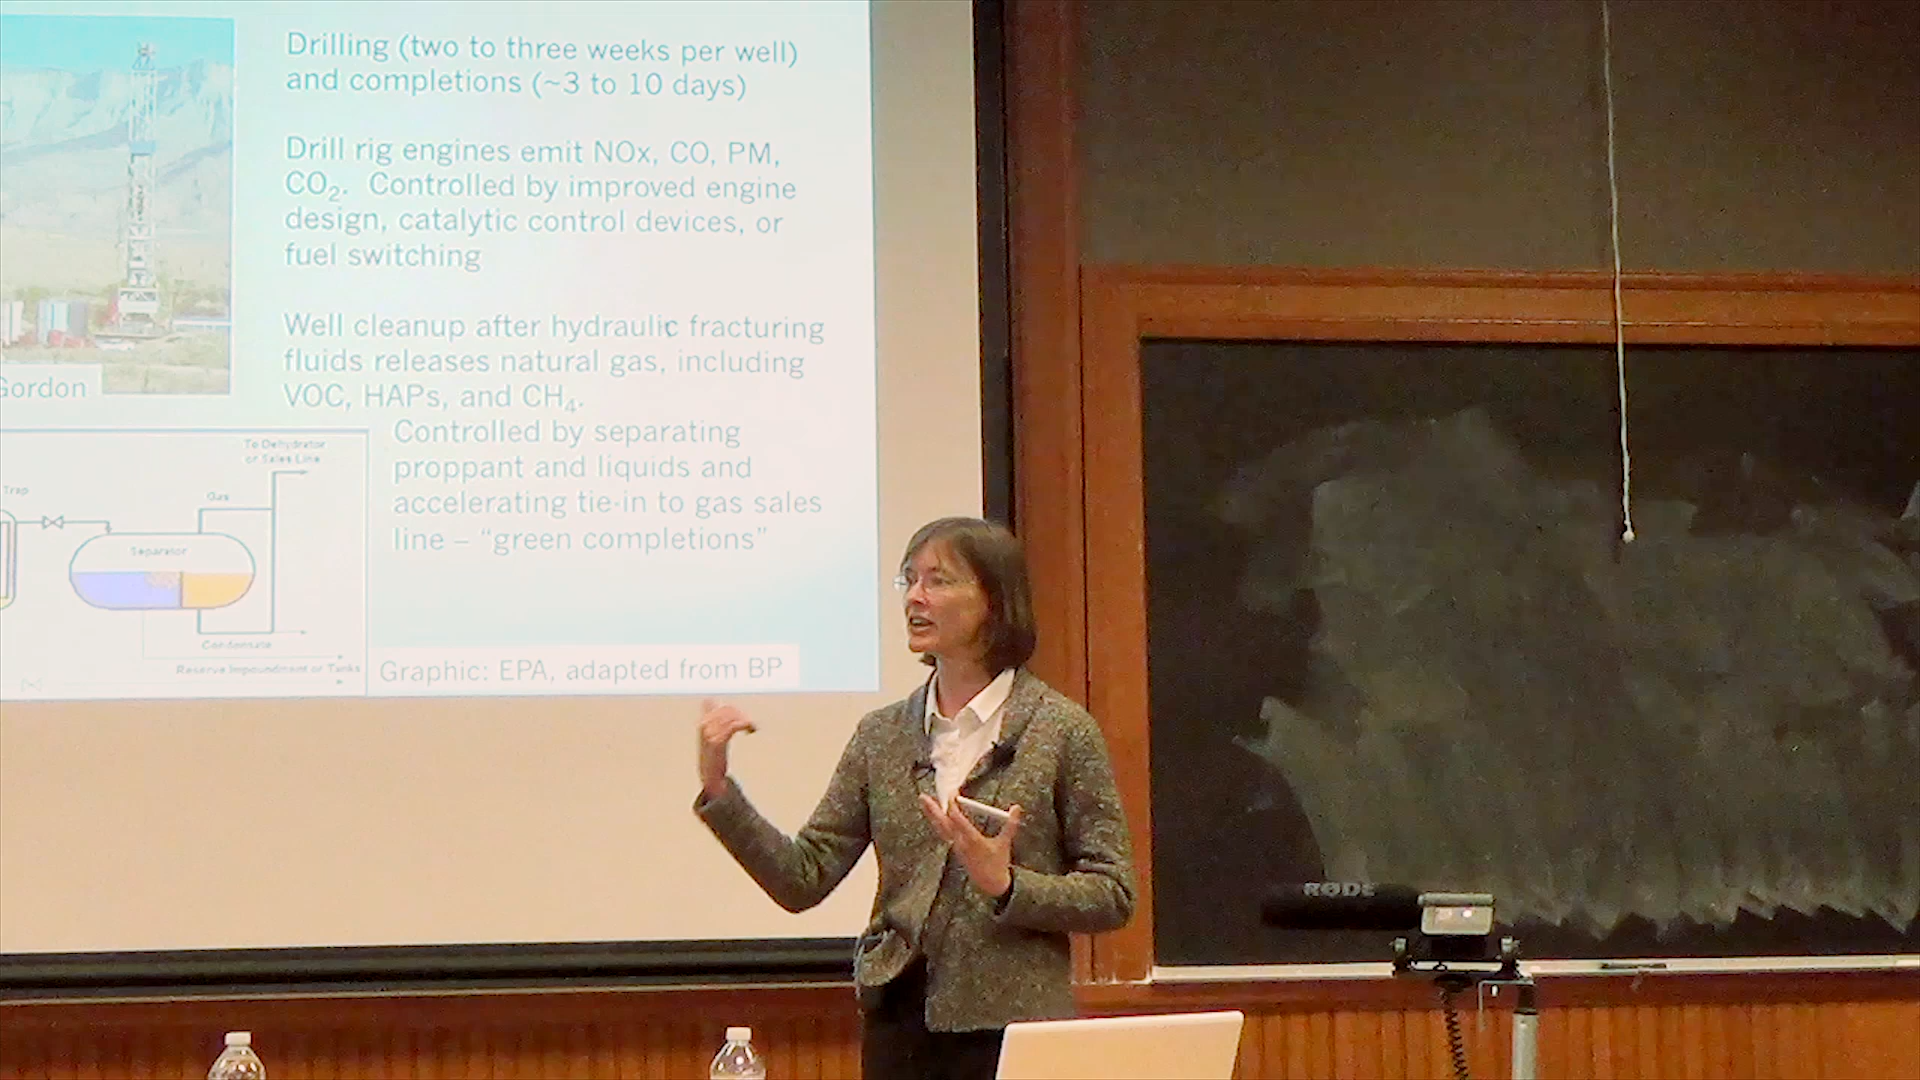 Drilling (two to three weeks per well)
and completions (~3 to 10 days)
Drill rig engines emit NOx, CO, PM,
CO₂. Controlled by improved engine
design, catalytic control devices, or
fuel switching
Well cleanup after hydraulic fracturing
fluids releases natural gas, including
VOC, HAPs, and CH₄.
Controlled by separating
proppant and liquids and
accelerating tie-in to gas sales
line – “green completions”
Gordon
To Dehydrator
or Sales Line
Trap
Gas
Separator
Condensate
Reserve Impoundment or Tanks
Graphic: EPA, adapted from BP
RØDE